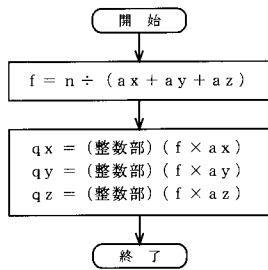 開 始
f = n ÷ (ax + ay + az)
qx = (整数部) (f × ax)
qy = (整数部) (f × ay)
qz = (整数部) (f × az)
終 了